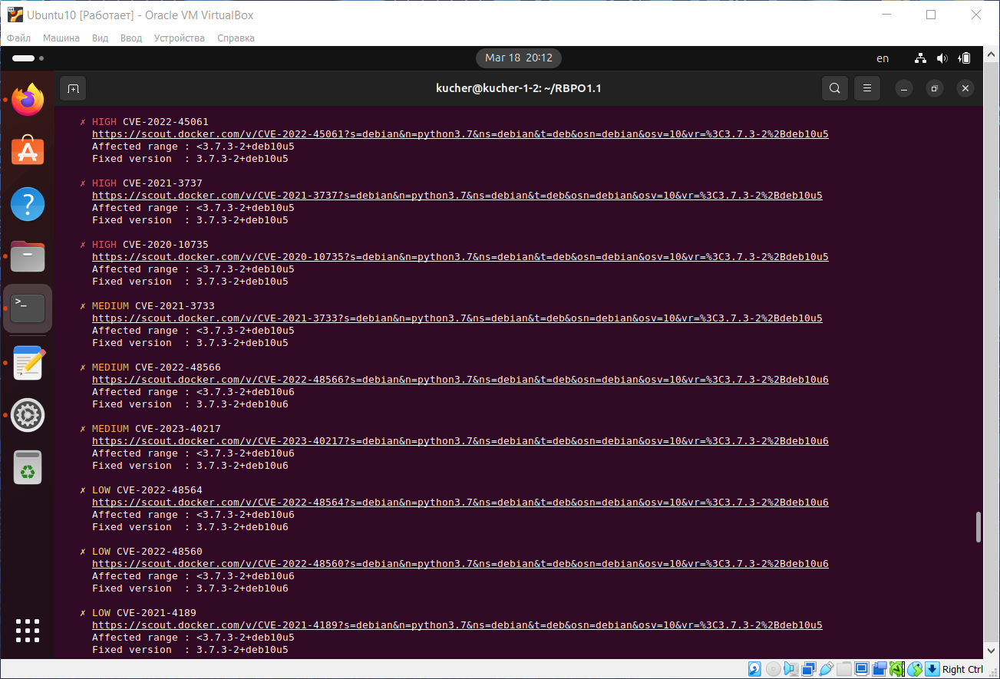 Ubuntu10 [Работает] - Oracle VM VirtualBox
Файл Машина Вид Ввод Устройства Справка
Mar 18 20:12
en
kucher@kucher-1-2: ~/RBPO1.1
✗ HIGH CVE-2022-45061
https://scout.docker.com/v/CVE-2022-45061?s=debian&n=python3.7&ns=debian&t=deb&osn=debian&osv=10&vr=%3C3.7.3-2%2Bdeb10u5
Affected range : <3.7.3-2+deb10u5
Fixed version : 3.7.3-2+deb10u5
✗ HIGH CVE-2021-3737
https://scout.docker.com/v/CVE-2021-3737?s=debian&n=python3.7&ns=debian&t=deb&osn=debian&osv=10&vr=%3C3.7.3-2%2Bdeb10u5
Affected range : <3.7.3-2+deb10u5
Fixed version : 3.7.3-2+deb10u5
✗ HIGH CVE-2020-10735
https://scout.docker.com/v/CVE-2020-10735?s=debian&n=python3.7&ns=debian&t=deb&osn=debian&osv=10&vr=%3C3.7.3-2%2Bdeb10u5
Affected range : <3.7.3-2+deb10u5
Fixed version : 3.7.3-2+deb10u5
✗ MEDIUM CVE-2021-3733
https://scout.docker.com/v/CVE-2021-3733?s=debian&n=python3.7&ns=debian&t=deb&osn=debian&osv=10&vr=%3C3.7.3-2%2Bdeb10u5
Affected range : <3.7.3-2+deb10u5
Fixed version : 3.7.3-2+deb10u5
✗ MEDIUM CVE-2022-48566
https://scout.docker.com/v/CVE-2022-48566?s=debian&n=python3.7&ns=debian&t=deb&osn=debian&osv=10&vr=%3C3.7.3-2%2Bdeb10u6
Affected range : <3.7.3-2+deb10u6
Fixed version : 3.7.3-2+deb10u6
✗ MEDIUM CVE-2023-40217
https://scout.docker.com/v/CVE-2023-40217?s=debian&n=python3.7&ns=debian&t=deb&osn=debian&osv=10&vr=%3C3.7.3-2%2Bdeb10u6
Affected range : <3.7.3-2+deb10u6
Fixed version : 3.7.3-2+deb10u6
✗ LOW CVE-2022-48564
https://scout.docker.com/v/CVE-2022-48564?s=debian&n=python3.7&ns=debian&t=deb&osn=debian&osv=10&vr=%3C3.7.3-2%2Bdeb10u6
Affected range : <3.7.3-2+deb10u6
Fixed version : 3.7.3-2+deb10u6
✗ LOW CVE-2022-48560
https://scout.docker.com/v/CVE-2022-48560?s=debian&n=python3.7&ns=debian&t=deb&osn=debian&osv=10&vr=%3C3.7.3-2%2Bdeb10u6
Affected range : <3.7.3-2+deb10u6
Fixed version : 3.7.3-2+deb10u6
✗ LOW CVE-2021-4189
https://scout.docker.com/v/CVE-2021-4189?s=debian&n=python3.7&ns=debian&t=deb&osn=debian&osv=10&vr=%3C3.7.3-2%2Bdeb10u5
Affected range : <3.7.3-2+deb10u5
Fixed version : 3.7.3-2+deb10u5
Right Ctrl